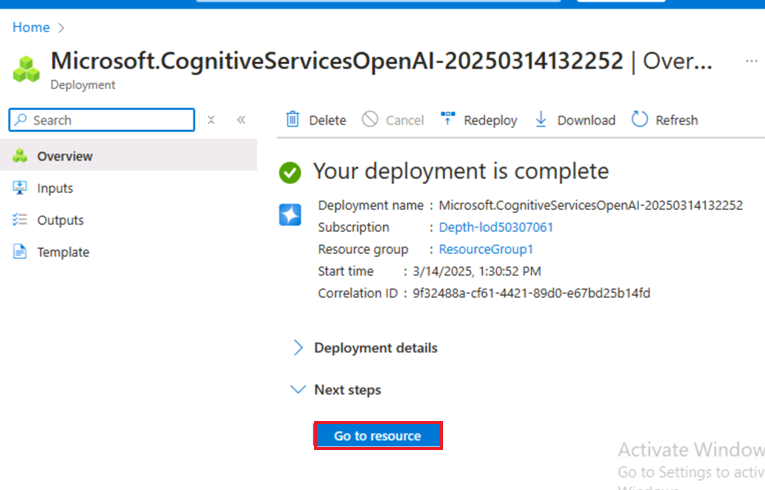 Home >
Microsoft.CognitiveServicesOpenAI-20250314132252 | Over...
Deployment
Search
Delete Cancel Redeploy Download Refresh
Overview
Inputs
Outputs
Template
Your deployment is complete
Deployment name : Microsoft.CognitiveServicesOpenAI-20250314132252
Subscription : Depth-lod50307061
Resource group : ResourceGroup1
Start time : 3/14/2025, 1:30:52 PM
Correlation ID : 9f32488a-cf61-4421-89d0-e67bd25b14fd
Deployment details
Next steps
Go to resource
Activate Window
Go to Settings to activ